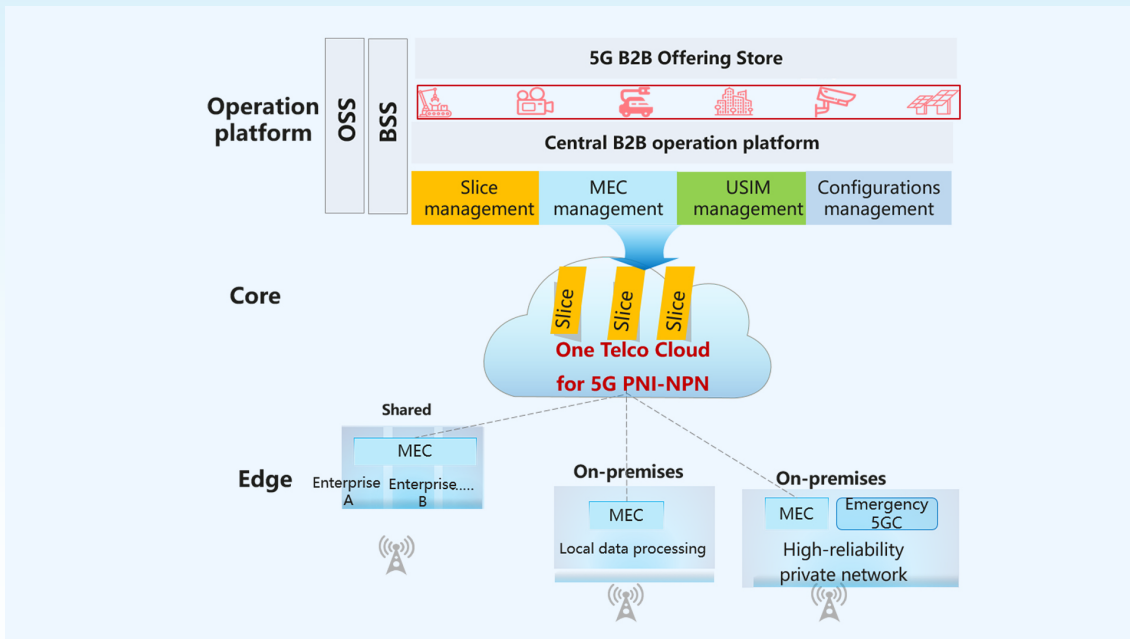 Operation
platform
OSS
BSS
5G B2B Offering Store
Central B2B operation platform
Slice
management
MEC
management
USIM
management
Configurations
management
Core
Slice
Slice
Slice
One Telco Cloud
for 5G PNI-NPN
Edge
Shared
MEC
Enterprise
A
Enterprise
B
.....
On-premises
MEC
Local data processing
On-premises
MEC
Emergency
5GC
High-reliability
private network